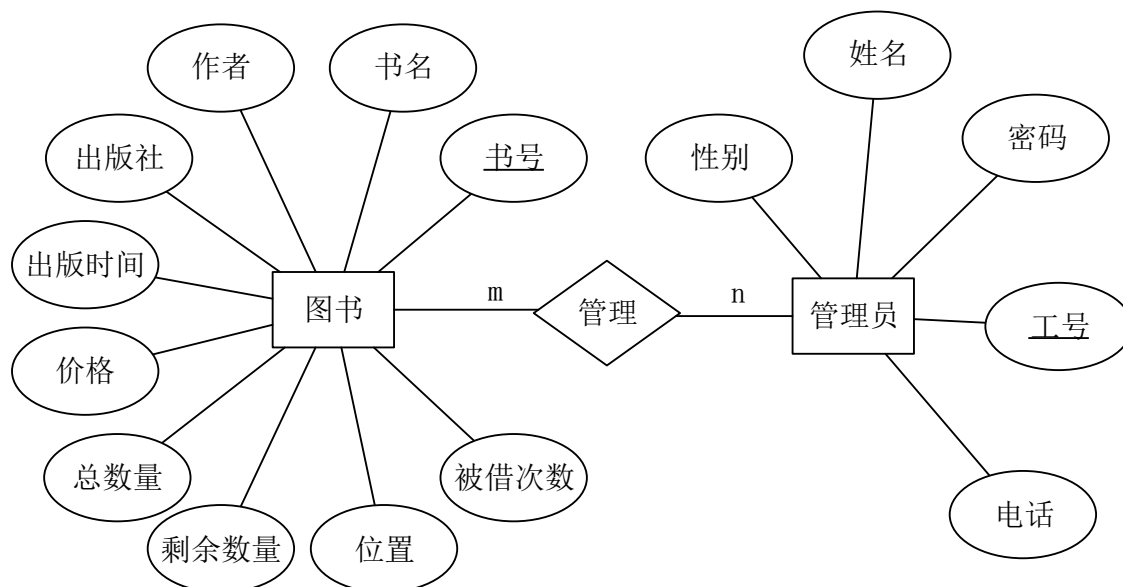 姓名
作者
书名
密码
出版社
书号
性别
出版时间
图书
m
管理
n
管理员
工号
价格
总数量
被借次数
电话
剩余数量
位置